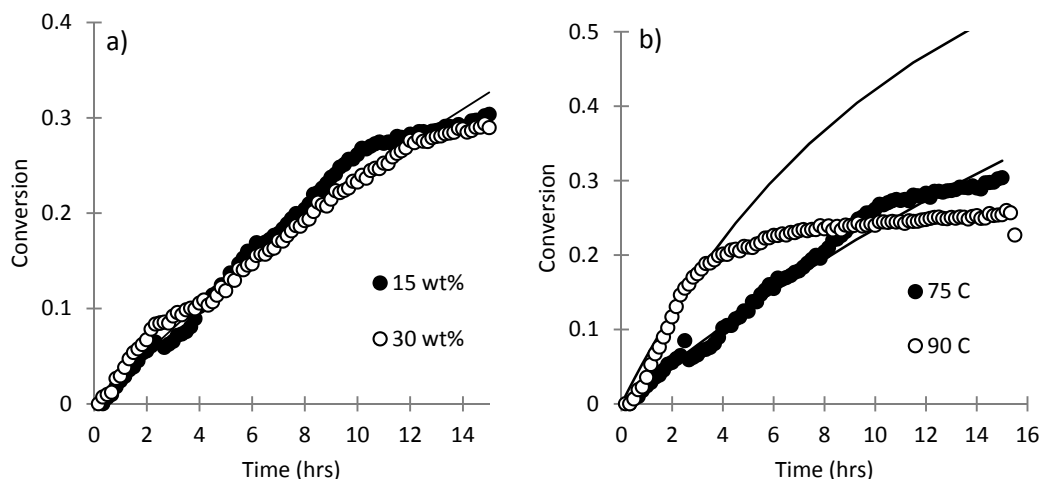 a)
0.4
0.3
0.2
0.1
0
Conversion
0 2 4 6 8 10 12 14
Time (hrs)
15 wt%
30 wt%
b)
0.5
0.4
0.3
0.2
0.1
0
Conversion
0 2 4 6 8 10 12 14 16
Time (hrs)
75 C
90 C